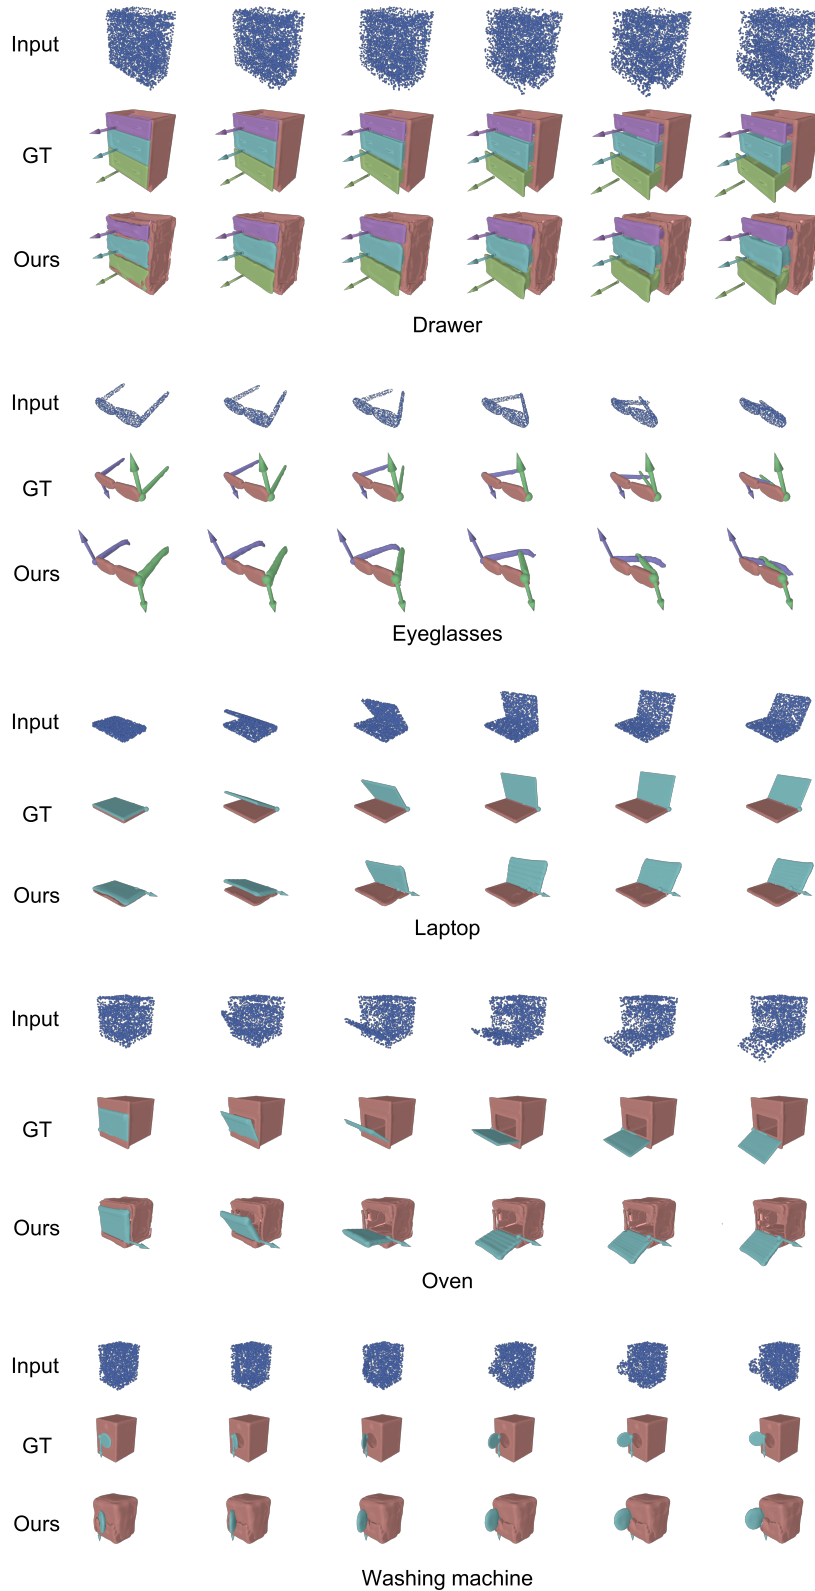 Input
GT
Ours
Drawer
Input
GT
Ours
Eyeglasses
Input
GT
Ours
Laptop
Input
GT
Ours
Oven
Input
GT
Ours
Washing machine